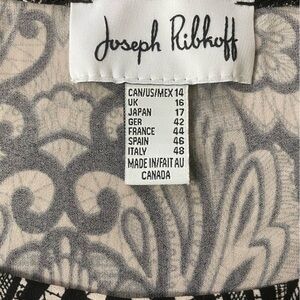 Joseph Ribkoff
CAN/US/MEX 14
UK 16
JAPAN 17
GER 42
FRANCE 44
SPAIN 46
ITALY 48
MADE IN/FAIT AU
CANADA